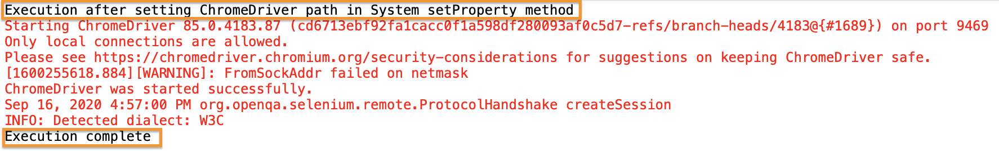 Execution after setting ChromeDriver path in System setProperty method
Starting ChromeDriver 85.0.4183.87 (cd6713ebf92fa1cacc0f1a598df280093af0c5d7-refs/branch-heads/4183@{#1689}) on port 9469
Only local connections are allowed.
Please see https://chromedriver.chromium.org/security-considerations for suggestions on keeping ChromeDriver safe.
[1600255618.884][WARNING]: FromSockAddr failed on netmask
ChromeDriver was started successfully.
Sep 16, 2020 4:57:00 PM org.openqa.selenium.remote.ProtocolHandshake createSession
INFO: Detected dialect: W3C
Execution complete